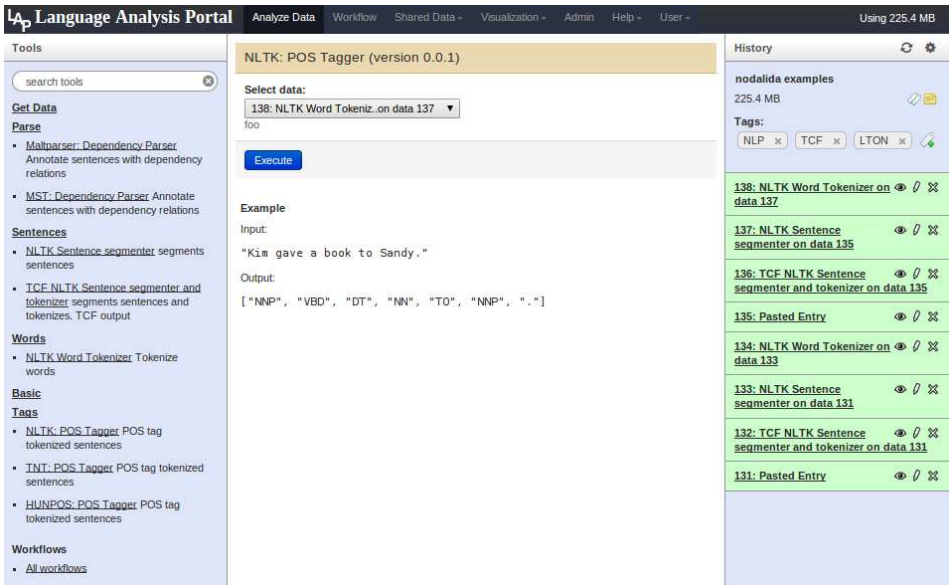 LAP Language Analysis Portal
Analyze Data Workflow Shared Data Visualization Admin Help User
Using 225.4 MB
Tools
search tools
Get Data
Parse
Maltparser: Dependency Parser
Annotate sentences with dependency
relations
MST: Dependency Parser Annotate
sentences with dependency relations
Sentences
NLTK Sentence segmenter segments
sentences
TCF NLTK Sentence segmenter and
tokenizer segments sentences and
tokenizes. TCF output
Words
NLTK Word Tokenizer Tokenize
words
Basic
Tags
NLTK: POS Tagger POS tag
tokenized sentences
TNT: POS Tagger POS tag tokenized
sentences
HUNPOS: POS Tagger POS tag
tokenized sentences
Workflows
All workflows
NLTK: POS Tagger (version 0.0.1)
Select data:
138: NLTK Word Tokeniz..on data 137
foo
Execute
Example
Input:
"Kim gave a book to Sandy."
Output:
["NNP", "VBD", "DT", "NN", "TO", "NNP", "."]
History
nodalida examples
225.4 MB
Tags:
NLP x TCF x LTON x
138: NLTK Word Tokenizer on
data 137
137: NLTK Sentence
segmenter on data 135
136: TCF NLTK Sentence
segmenter and tokenizer on data 135
135: Pasted Entry
134: NLTK Word Tokenizer on
data 133
133: NLTK Sentence
segmenter on data 131
132: TCF NLTK Sentence
segmenter and tokenizer on data 131
131: Pasted Entry